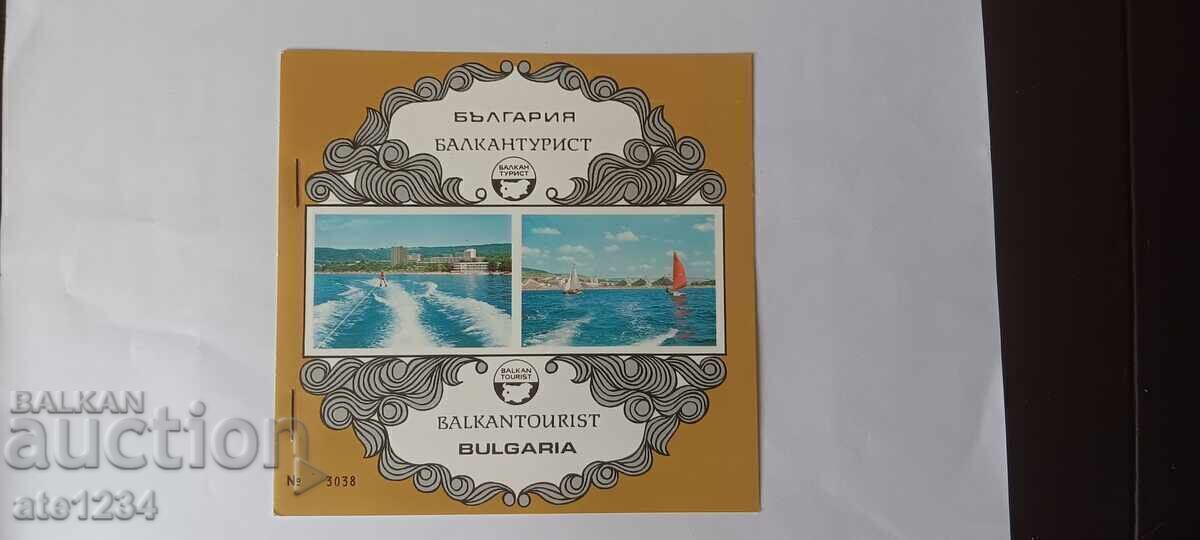 БЪЛГАРИЯ
БАЛКАНТУРИСТ
БАЛКАН
ТУРИСТ
BALKAN
TOURIST
BALKANTOURIST
BULGARIA
№ 3038
BALKAN
auction
ate1234